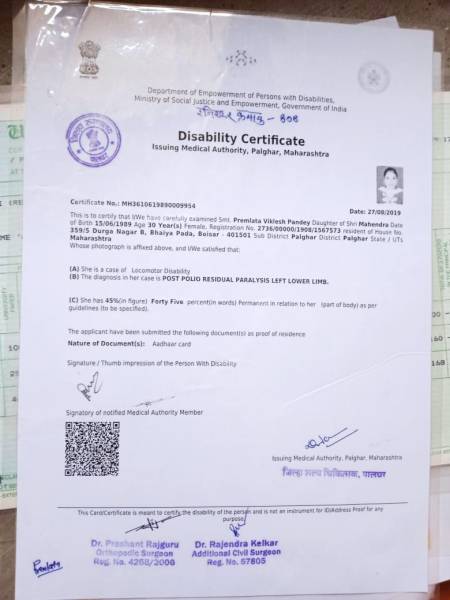 Department of Empowerment of Persons with Disabilities,
Ministry of Social Justice and Empowerment, Government of India
रजिस्टर क्रमांक - 808
Disability Certificate
Issuing Medical Authority, Palghar, Maharashtra
Certificate No.: MH3610619890009954
Date: 27/08/2019
This is to certify that I/We have carefully examined Smt. Premlata Viklesh Pandey Daughter of Shri Mahendra Date
of Birth 15/06/1989 Age 30 Year(s) Female, Registration No. 2736/00000/1908/1567573 resident of House No.
359/5 Durga Nagar B, Bhaiya Pada, Boisar - 401501 Sub District Palghar District Palghar State / UTs
Maharashtra
Whose photograph is affixed above, and I/We satisfied that:
(A) She is a case of Locomotor Disability
(B) The diagnosis in her case is POST POLIO RESIDUAL PARALYSIS LEFT LOWER LIMB.
(C) She has 45%(in figure) Forty Five percent(in words) Permanent in relation to her (part of body) as per
guidelines (to be specified).
The applicant have been submitted the following document(s) as proof of residence
Nature of Document(s): Aadhaar card
Signature / Thumb impression of the Person With Disability
Signatory of notified Medical Authority Member
Issuing Medical Authority, Palghar, Maharashtra
जिल्हा शल्य चिकित्सक, पालघर
This Card/Certificate is meant to certify the disability of the person and is not an instrument for ID/Address Proof for any
purpose.
Dr. Prashant Rajguru
Orthopedic Surgeon
Reg. No. 4268/2006
Dr. Rajendra Kelkar
Additional Civil Surgeon
Reg. No. 57805